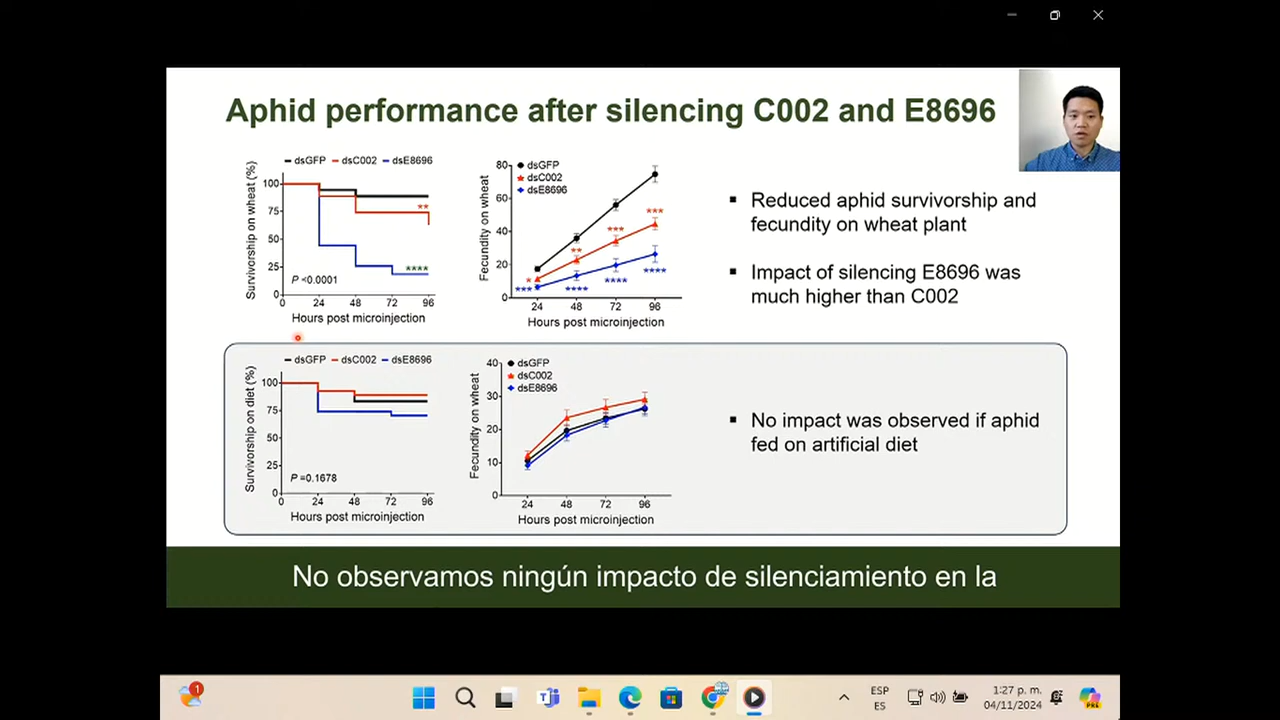 Aphid performance after silencing C002 and E8696
dsGFP dsC002 dsE8696
Survivorship on wheat (%)
100
75
50
25
0
**
****
P <0.0001
0 24 48 72 96
Hours post microinjection
dsGFP
dsC002
dsE8696
Fecundity on wheat
80
60
40
20
0
* ** *** ***
*** **** **** ****
24 48 72 96
Hours post microinjection
▪ Reduced aphid survivorship and
fecundity on wheat plant
▪ Impact of silencing E8696 was
much higher than C002
dsGFP dsC002 dsE8696
Survivorship on diet (%)
100
75
50
25
0
P =0.1678
0 24 48 72 96
Hours post microinjection
dsGFP
dsC002
dsE8696
Fecundity on wheat
40
30
20
10
0
24 48 72 96
Hours post microinjection
▪ No impact was observed if aphid
fed on artificial diet
No observamos ningún impacto de silenciamiento en la
1
ESP
ES
1:27 p. m.
04/11/2024
PRE